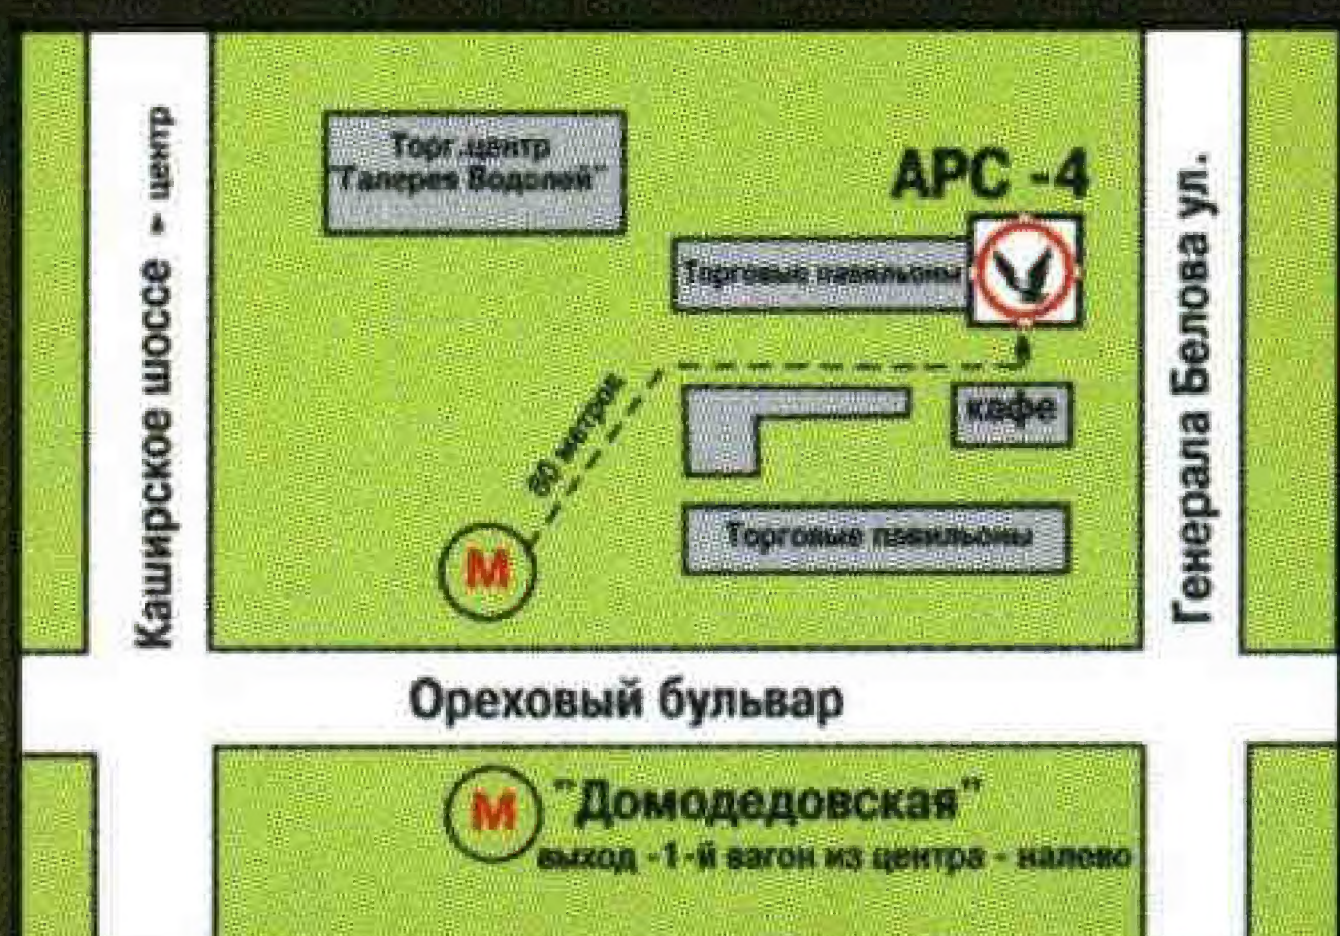 Каширское шоссе ► центр
Торг.центр
"Галерея Водолей"
АРС -4
Торговые павильоны
80 метров
кафе
Торговые павильоны
М
Генерала Белова ул.
Ореховый бульвар
М "Домодедовская"
выход -1-й вагон из центра - налево